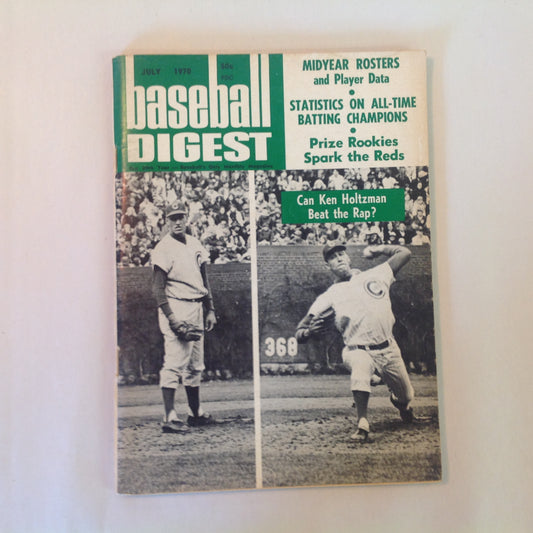 JULY 1970 50c
baseball
DIGEST
MIDYEAR ROSTERS
and Player Data
•
STATISTICS ON ALL-TIME
BATTING CHAMPIONS
•
Prize Rookies
Spark the Reds
Can Ken Holtzman
Beat the Rap?
C
368